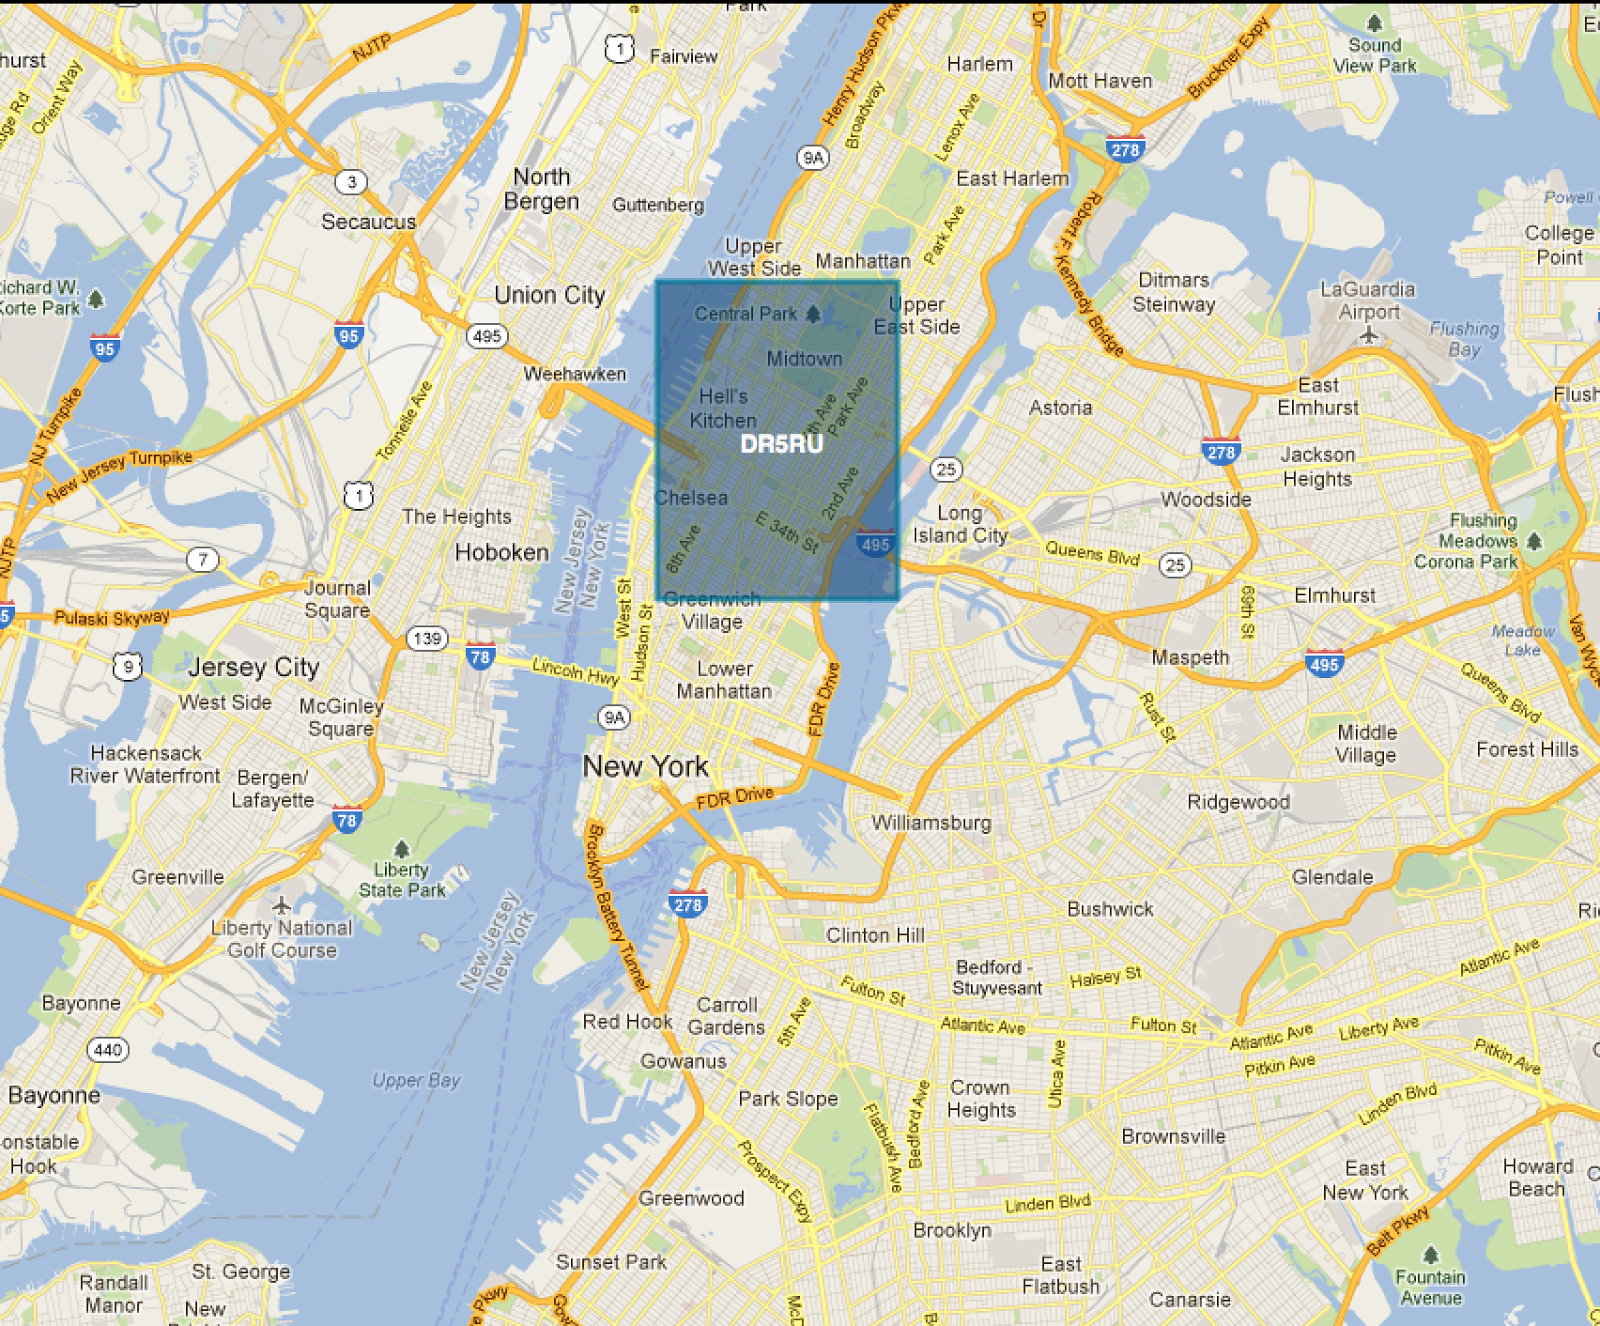 Park
NJTP
1
Fairview
Henry Hudson Pkwy
Harlem
Dr
Mott Haven
Bruckner Expy
Sound
View Park
hurst
Orient Way
ge Rd
Broadway
Lenox Ave
9A
278
3
North
Bergen
Guttenberg
East Harlem
Secaucus
Robert F. Kennedy Bridge
Powell
College
Point
Upper
West Side
Manhattan
Park Ave
Richard W.
Korte Park
Union City
Ditmars
Steinway
LaGuardia
Airport
Central Park
Upper
East Side
Flushing
Bay
95
95
495
Midtown
Weehawken
Hell's
Kitchen
Park Ave
East
Elmhurst
Flush
Astoria
NJ Turnpike
New Jersey Turnpike
Tonnelle Ave
DR5RU
278
Jackson
Heights
25
1
Chelsea
2nd Ave
Woodside
The Heights
Long
Island City
E 34th St
Flushing
Meadows
Corona Park
Hoboken
New Jersey
New York
8th Ave
495
Queens Blvd
25
NJTP
7
Journal
Square
West St
Greenwich
Village
69th St
Elmhurst
Pulaski Skyway
139
Hudson St
Meadow
Lake
Van Wyck
9
Jersey City
78
Lincoln Hwy
Lower
Manhattan
FDR Drive
Maspeth
495
Queens Blvd
West Side
McGinley
Square
9A
Rust St
Hackensack
River Waterfront
Bergen/
Lafayette
New York
Middle
Village
Forest Hills
78
FDR Drive
Ridgewood
Williamsburg
Brooklyn Battery Tunnel
Liberty
State Park
Greenville
Glendale
278
Liberty National
Golf Course
New Jersey
New York
Bushwick
Clinton Hill
Bedford -
Stuyvesant
Halsey St
Atlantic Ave
Bayonne
Fulton St
Carroll
Gardens
Red Hook
5th Ave
Atlantic Ave
Fulton St
Atlantic Ave
Liberty Ave
440
Gowanus
Pitkin Ave
Pitkin Ave
Upper Bay
Bayonne
Park Slope
Crown
Heights
Utica Ave
Linden Blvd
Flatbush Ave
Bedford Ave
Brownsville
onstable
Hook
Prospect Expy
East
New York
Howard
Beach
Greenwood
Linden Blvd
Brooklyn
Belt Pkwy
Sunset Park
St. George
East
Flatbush
Randall
Manor
New
Pkwy
Canarsie
Fountain
Avenue